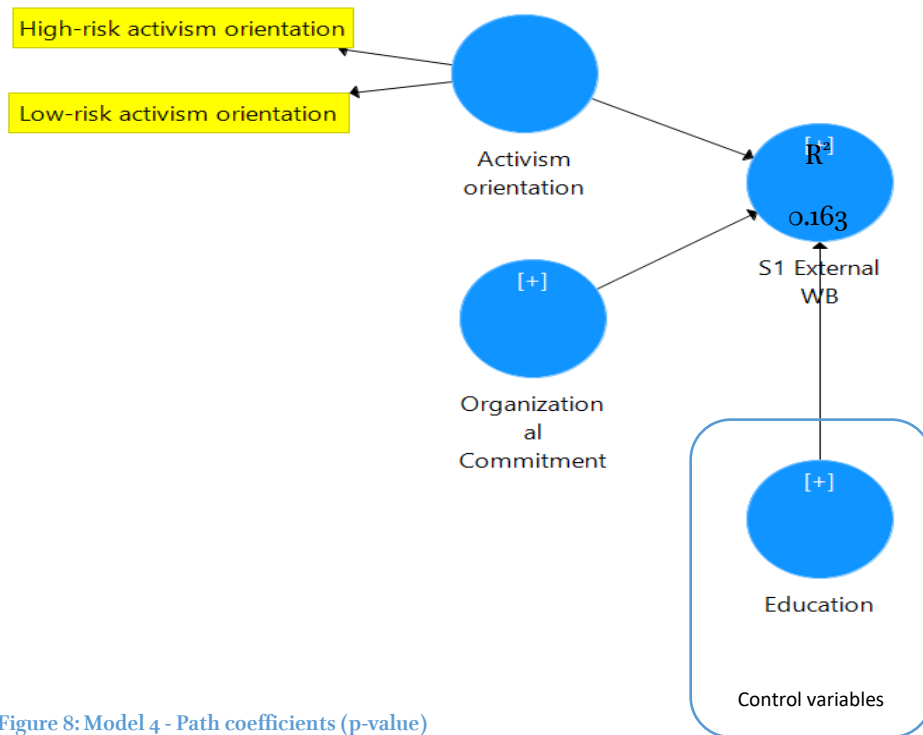 High-risk activism orientation
Low-risk activism orientation
Activism
orientation
[+]
R²
0.163
S1 External
WB
[+]
Organization
al
Commitment
[+]
Education
Control variables
Figure 8: Model 4 - Path coefficients (p-value)